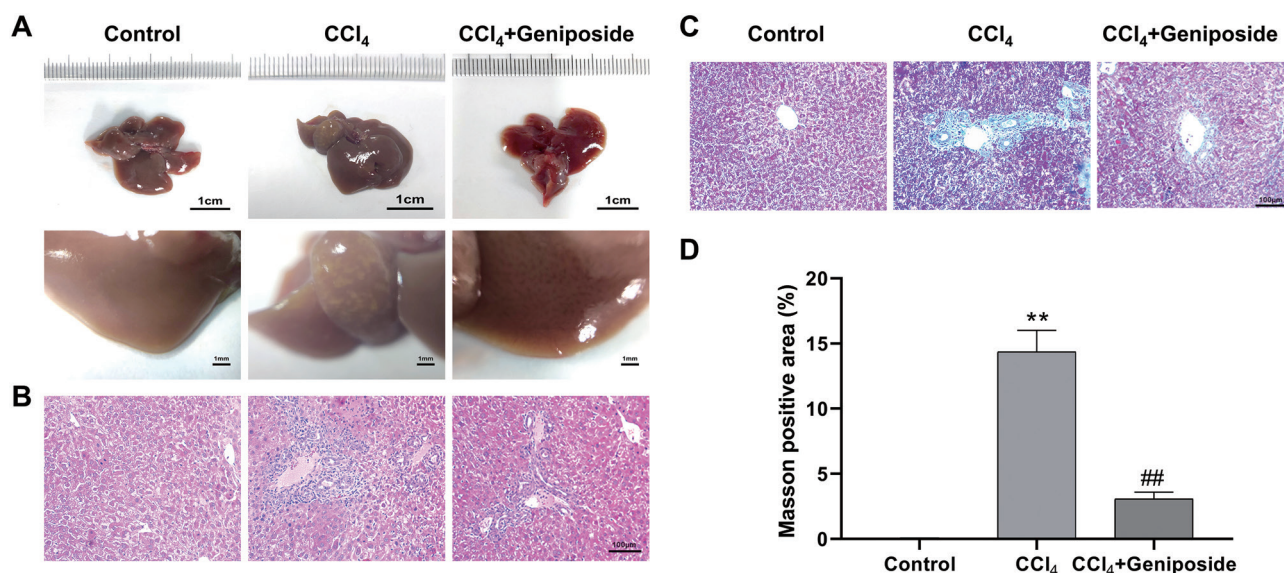 A
Control
CCl₄
CCl₄+Geniposide
1cm
1cm
1cm
1mm
1mm
1mm
B
100μm
C
Control
CCl₄
CCl₄+Geniposide
100μm
D
Masson positive area (%)
20
15
10
5
0
**
##
Control
CCl₄
CCl₄+Geniposide